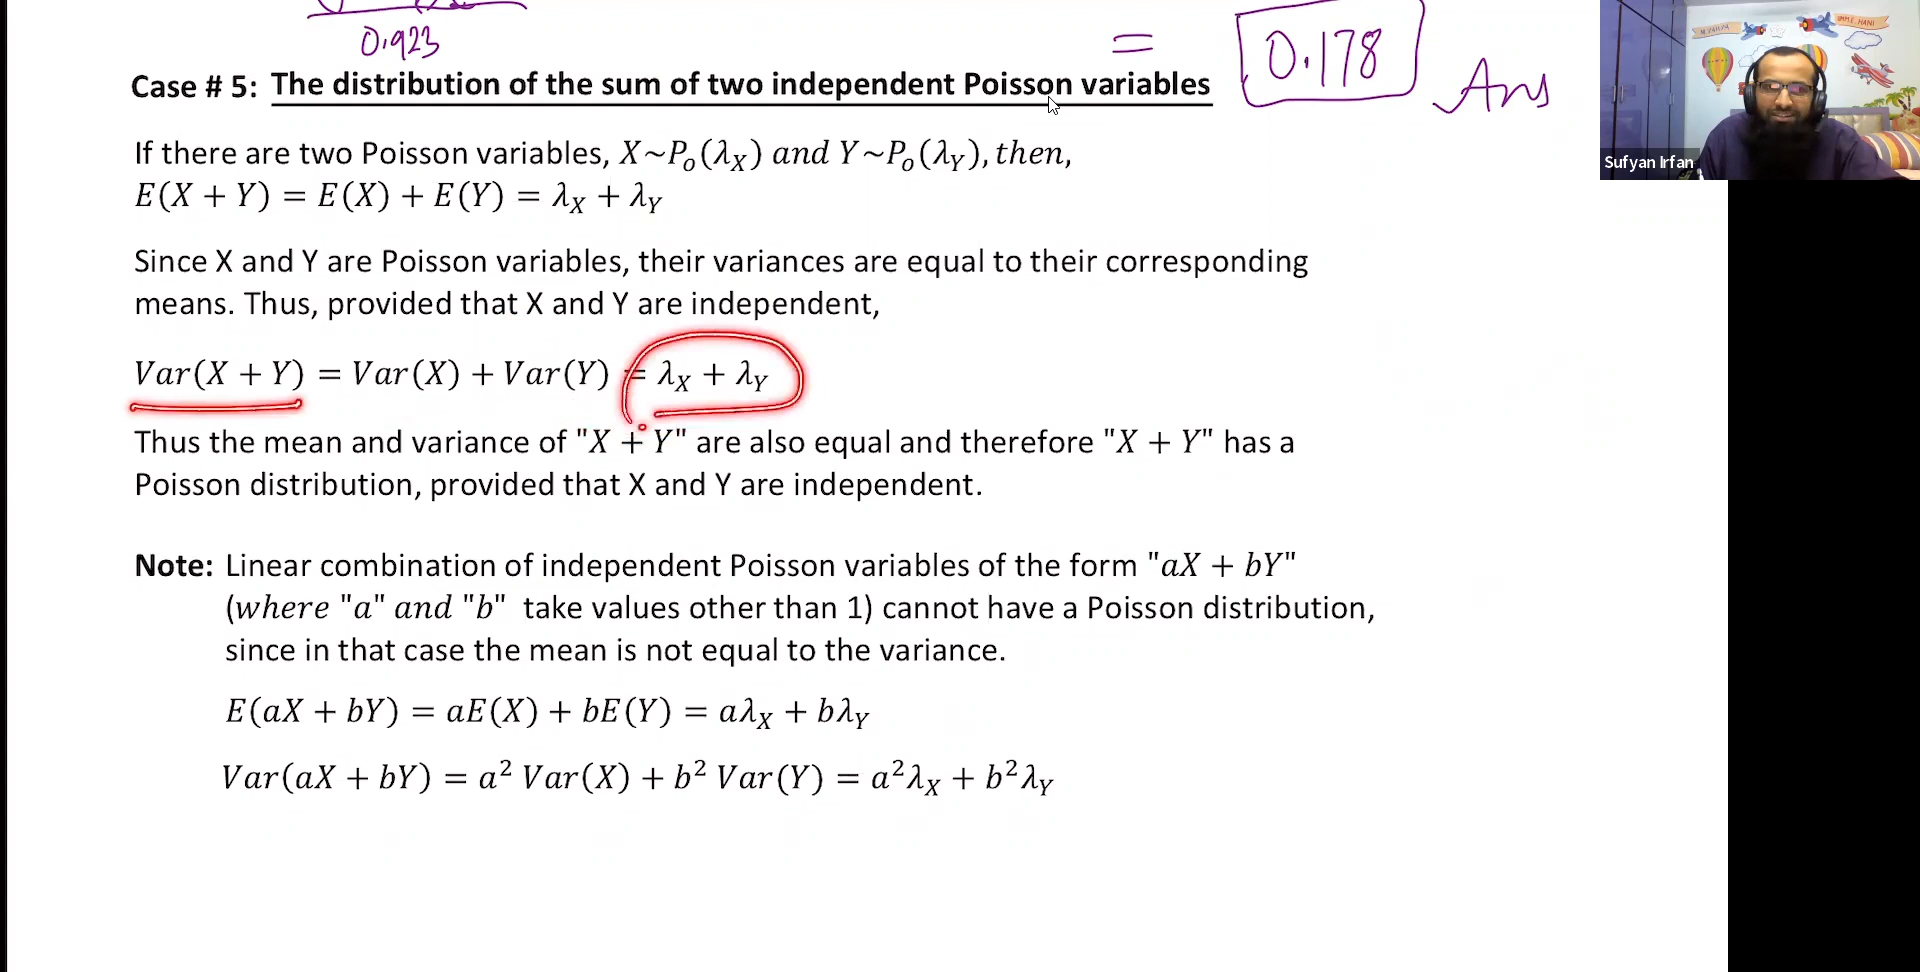 0.923
= 0.178 Ans
Case # 5: The distribution of the sum of two independent Poisson variables
If there are two Poisson variables, X~Pₒ(λ_X) and Y~Pₒ(λ_Y), then,
E(X + Y) = E(X) + E(Y) = λ_X + λ_Y
Since X and Y are Poisson variables, their variances are equal to their corresponding
means. Thus, provided that X and Y are independent,
Var(X + Y) = Var(X) + Var(Y) = λ_X + λ_Y
Thus the mean and variance of "X + Y" are also equal and therefore "X + Y" has a
Poisson distribution, provided that X and Y are independent.
Note: Linear combination of independent Poisson variables of the form "aX + bY"
(where "a" and "b" take values other than 1) cannot have a Poisson distribution,
since in that case the mean is not equal to the variance.
E(aX + bY) = aE(X) + bE(Y) = aλ_X + bλ_Y
Var(aX + bY) = a² Var(X) + b² Var(Y) = a²λ_X + b²λ_Y
Sufyan Irfan